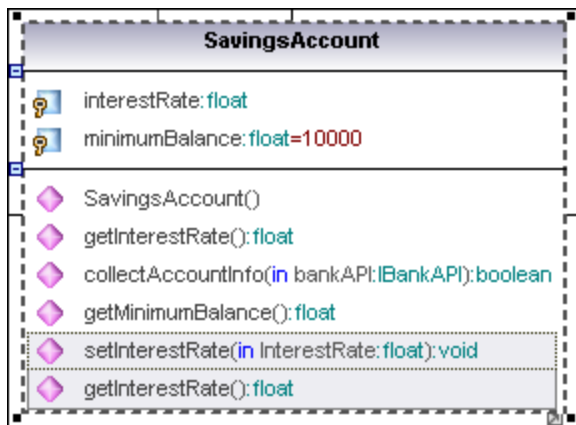 SavingsAccount
interestRate:float
minimumBalance:float=10000
SavingsAccount()
getInterestRate():float
collectAccountInfo(in bankAPI:IBankAPI):boolean
getMinimumBalance():float
setInterestRate(in InterestRate:float):void
getInterestRate():float